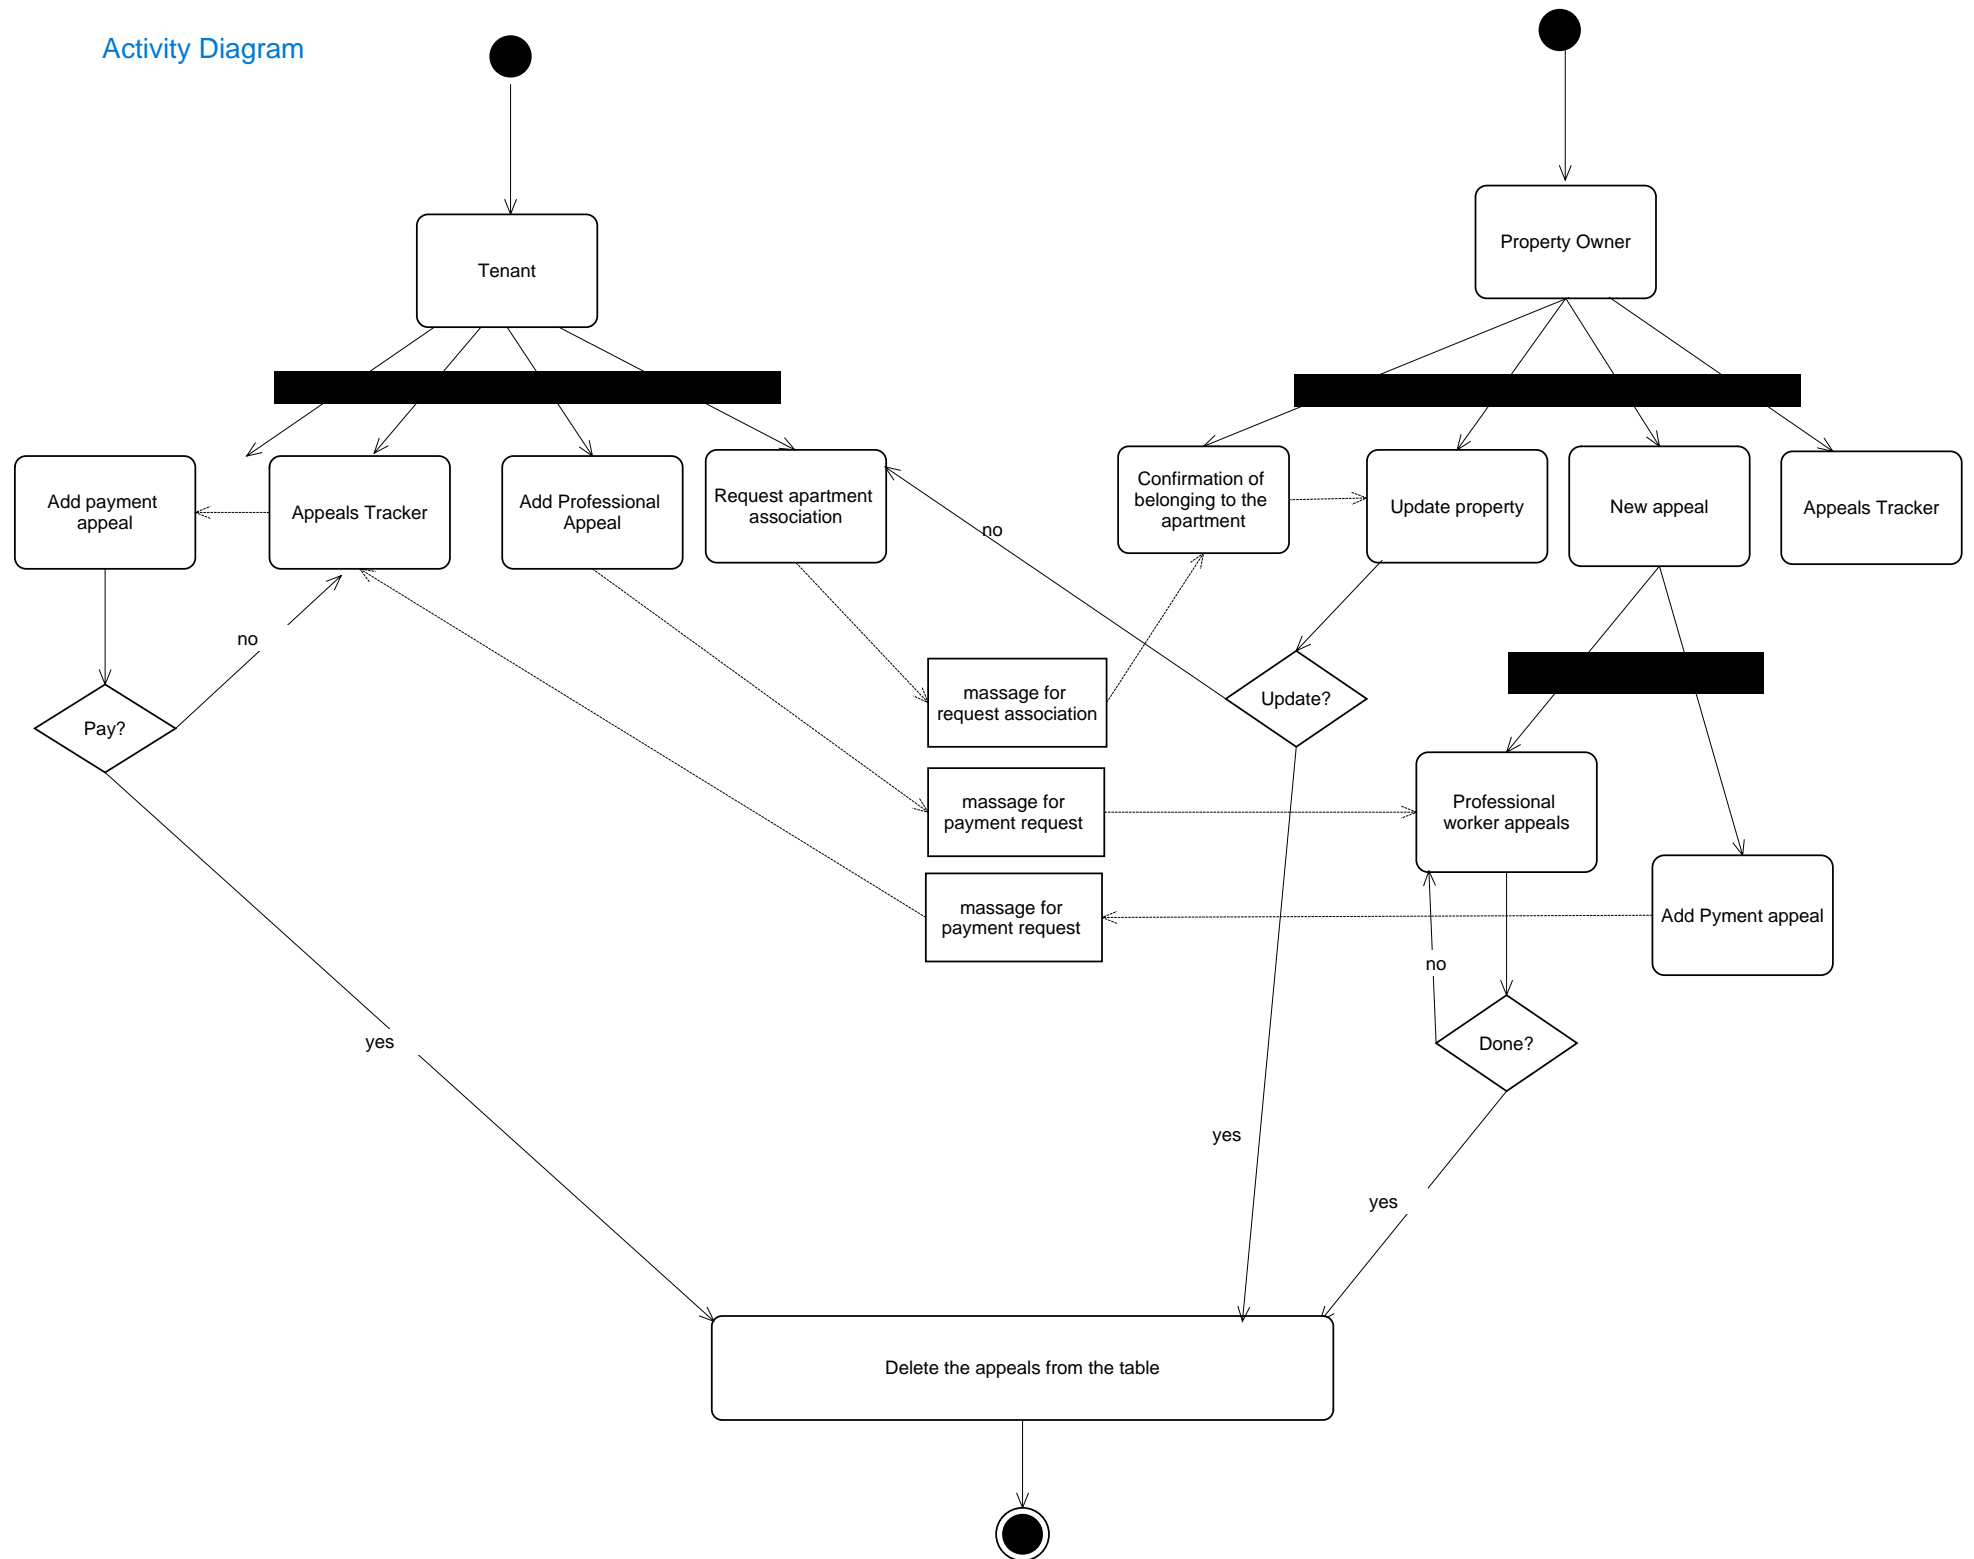 Activity Diagram
Tenant
Property Owner
Add payment
appeal
Appeals Tracker
Add Professional
Appeal
Request apartment
association
Confirmation of
belonging to the
apartment
Update property
New appeal
Appeals Tracker
no
no
Pay?
massage for
request association
Update?
massage for
payment request
Professional
worker appeals
massage for
payment request
Add Pyment appeal
no
yes
Done?
yes
yes
Delete the appeals from the table